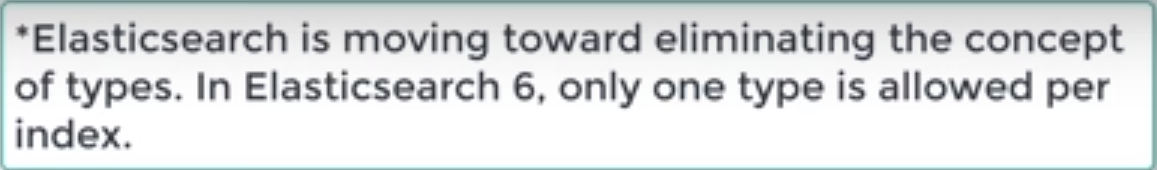 *Elasticsearch is moving toward eliminating the concept
of types. In Elasticsearch 6, only one type is allowed per
index.